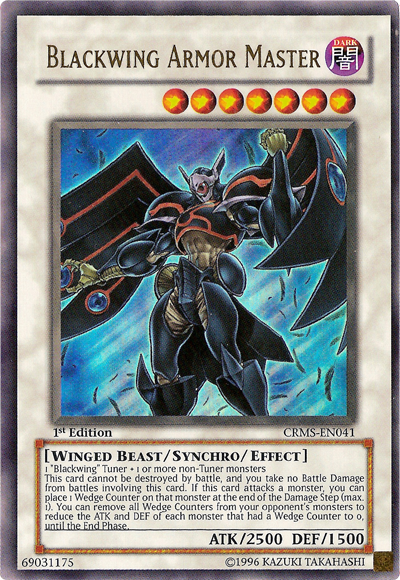 Blackwing Armor Master
DARK
闇
1st Edition
CRMS-EN041
[Winged Beast/Synchro/Effect]
1 "Blackwing" Tuner + 1 or more non-Tuner monsters
This card cannot be destroyed by battle, and you take no Battle Damage
from battles involving this card. If this card attacks a monster, you can
place 1 Wedge Counter on that monster at the end of the Damage Step (max.
1). You can remove all Wedge Counters from your opponent's monsters to
reduce the ATK and DEF of each monster that had a Wedge Counter to 0,
until the End Phase.
ATK/2500 DEF/1500
69031175
©1996 KAZUKI TAKAHASHI